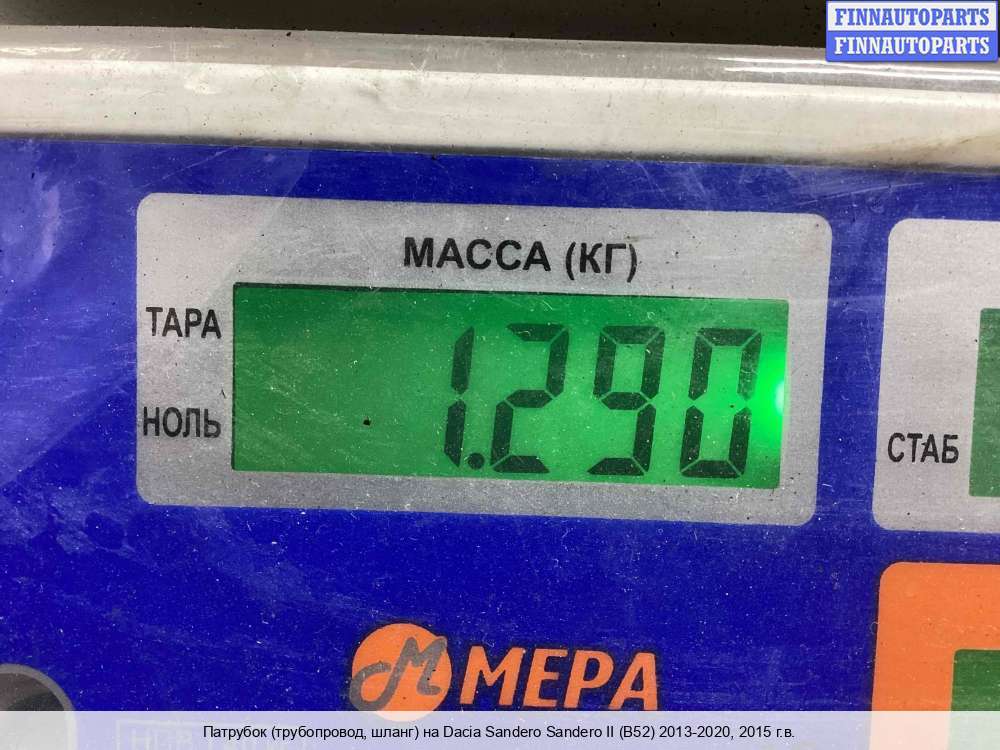 FINNAUTOPARTS
FINNAUTOPARTS
МАССА (КГ)
ТАРА
1.290
НОЛЬ
СТАБ
МЕРА
Патрубок (трубопровод, шланг) на Dacia Sandero Sandero II (B52) 2013-2020, 2015 г.в.